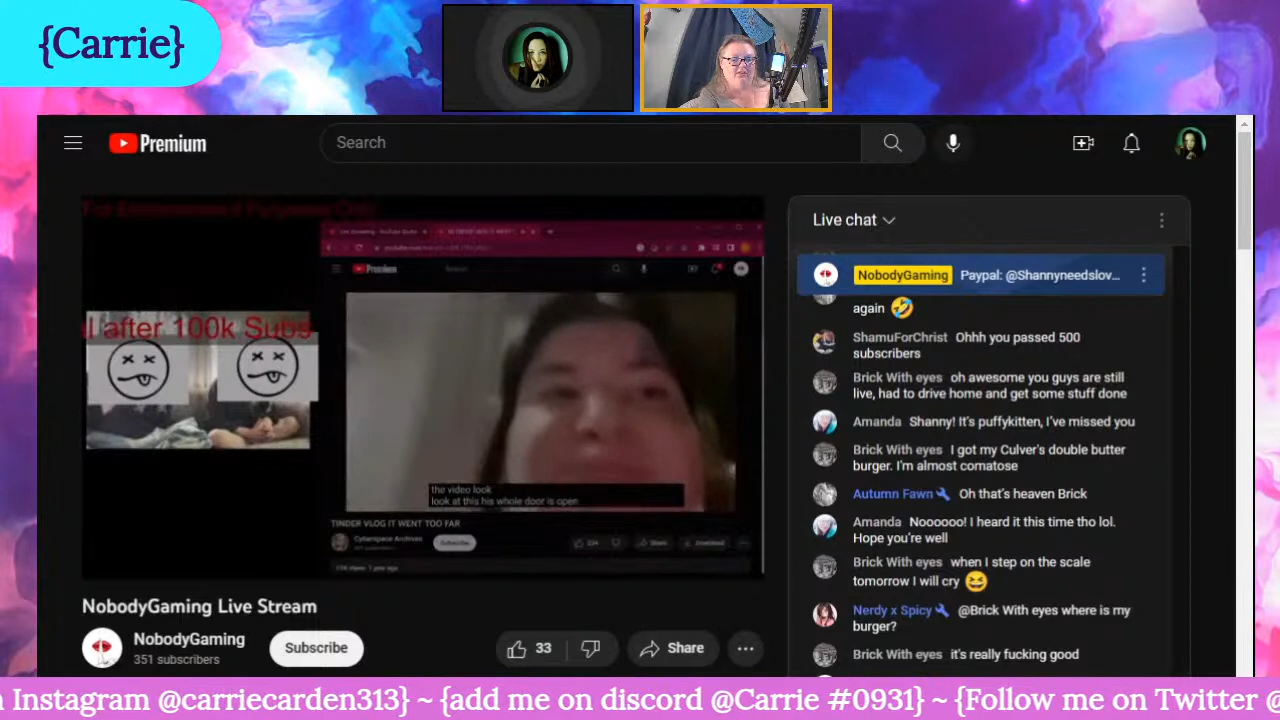 {Carrie}
Premium
Search
Live chat
NobodyGaming Paypal: @Shannyneedslov...
again 🤣
ShamuForChrist Ohhh you passed 500
subscribers
Brick With eyes oh awesome you guys are still
live, had to drive home and get some stuff done
Amanda Shanny! It's puffykitten, I've missed you
Brick With eyes I got my Culver's double butter
burger. I'm almost comatose
Autumn Fawn Oh that's heaven Brick
Amanda Noooooo! I heard it this time tho lol.
Hope you're well
Brick With eyes when I step on the scale
tomorrow I will cry 😆
Nerdy x Spicy @Brick With eyes where is my
burger?
Brick With eyes it's really fucking good
Premium
after 100k Subs
the video look
look at this his whole door is open
TINDER VLOG IT WENT TOO FAR
Cyberspace Archives
Subscribe
Share
Download
NobodyGaming Live Stream
NobodyGaming
351 subscribers
Subscribe
33
Share
Instagram @carriecarden313} ~ {add me on discord @Carrie #0931} ~ {Follow me on Twitter @